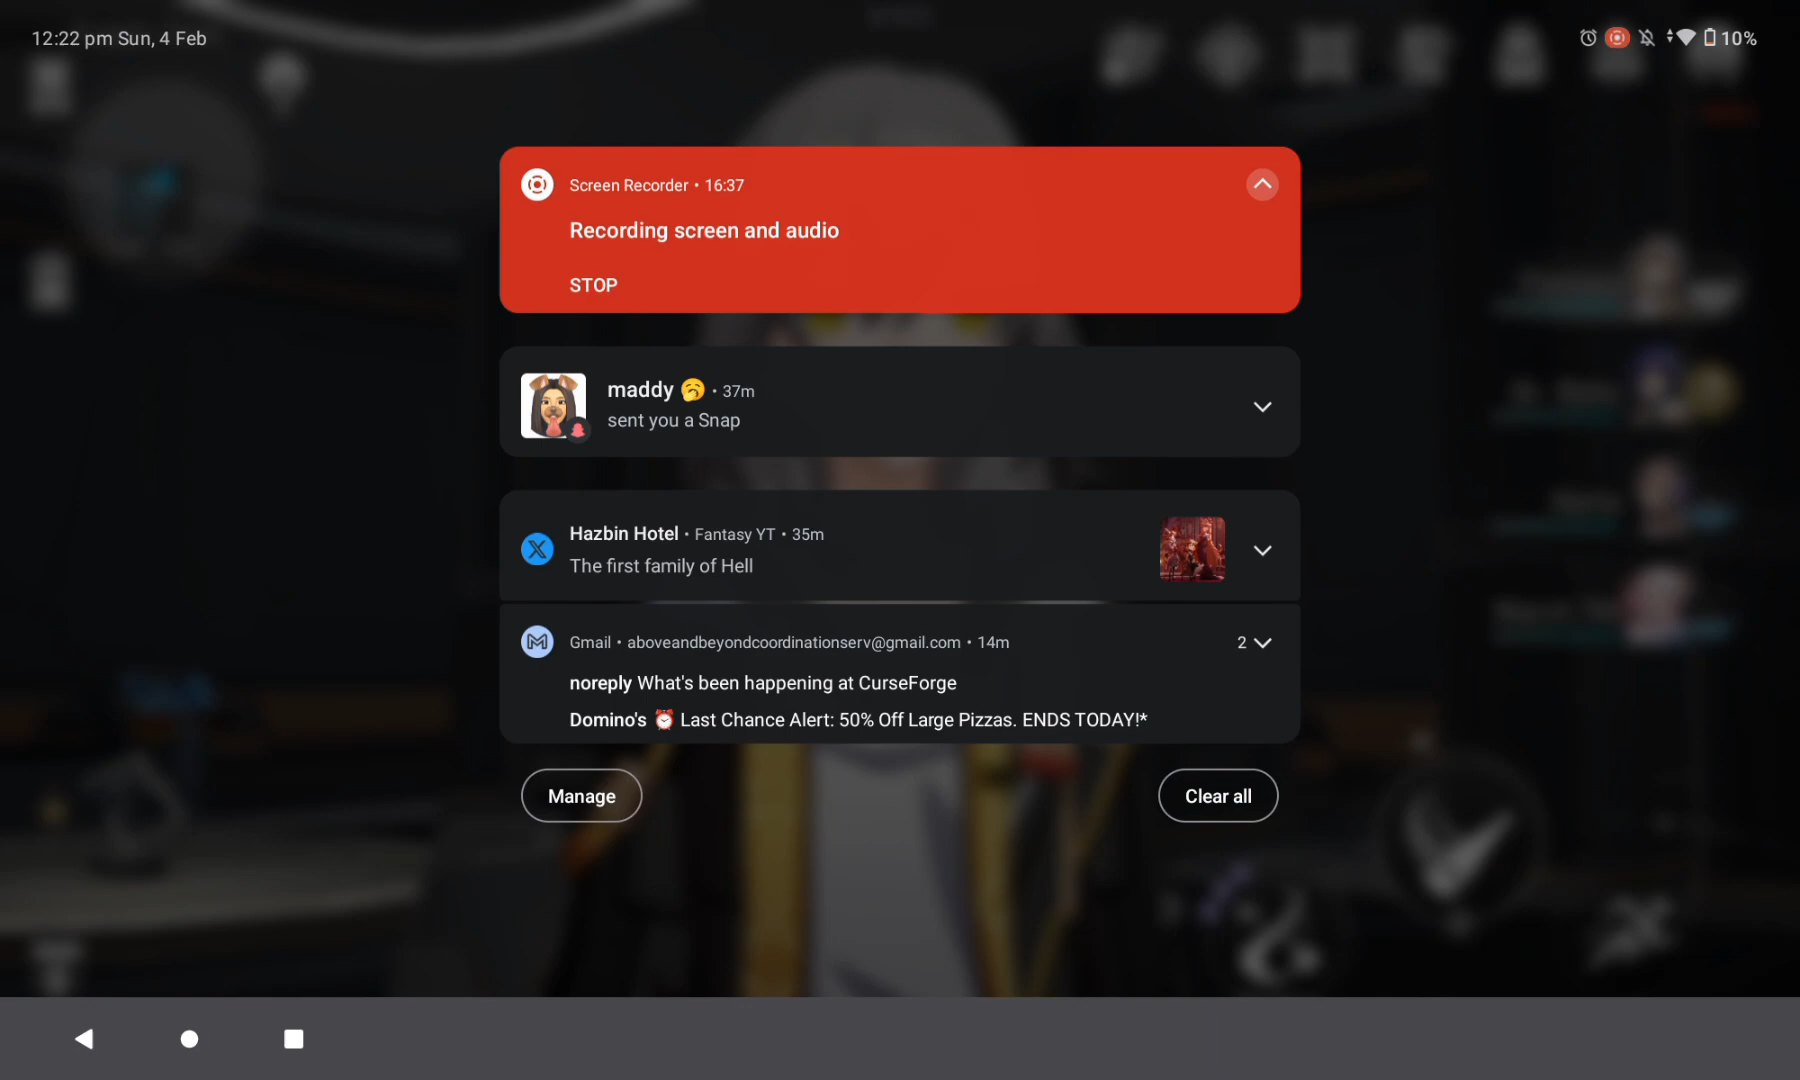 12:22 pm Sun, 4 Feb
10%
Screen Recorder • 16:37
Recording screen and audio
STOP
maddy 🥱 • 37m
sent you a Snap
Hazbin Hotel • Fantasy YT • 35m
The first family of Hell
Gmail • aboveandbeyondcoordinationserv@gmail.com • 14m
2
noreply What's been happening at CurseForge
Domino's ⏰ Last Chance Alert: 50% Off Large Pizzas. ENDS TODAY!*
Manage
Clear all